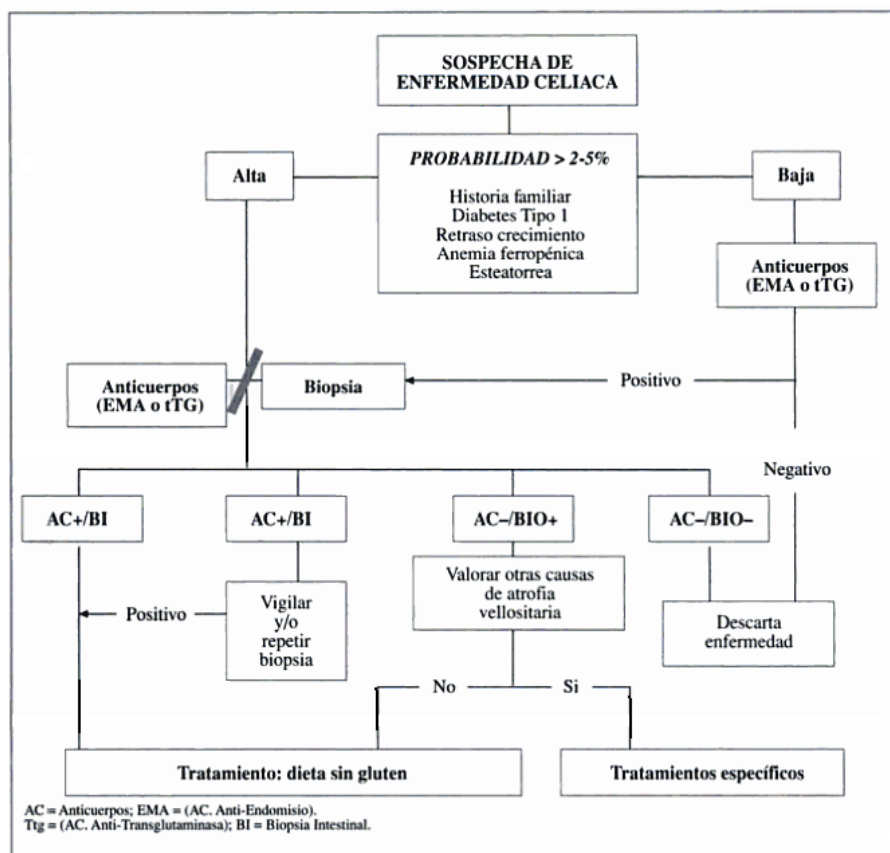 SOSPECHA DE
ENFERMEDAD CELIACA
PROBABILIDAD > 2-5%
Historia familiar
Diabetes Tipo 1
Retraso crecimiento
Anemia ferropénica
Esteatorrea
Alta
Baja
Anticuerpos
(EMA o tTG)
Anticuerpos
(EMA o tTG)
Biopsia
Positivo
Negativo
AC+/BI
AC+/BI
AC–/BIO+
AC–/BIO–
Positivo
Vigilar
y/o
repetir
biopsia
Valorar otras causas
de atrofia
vellositaria
Descarta
enfermedad
No
Si
Tratamiento: dieta sin gluten
Tratamientos específicos
AC = Anticuerpos; EMA = (AC. Anti-Endomisio).
Ttg = (AC. Anti-Transglutaminasa); BI = Biopsia Intestinal.